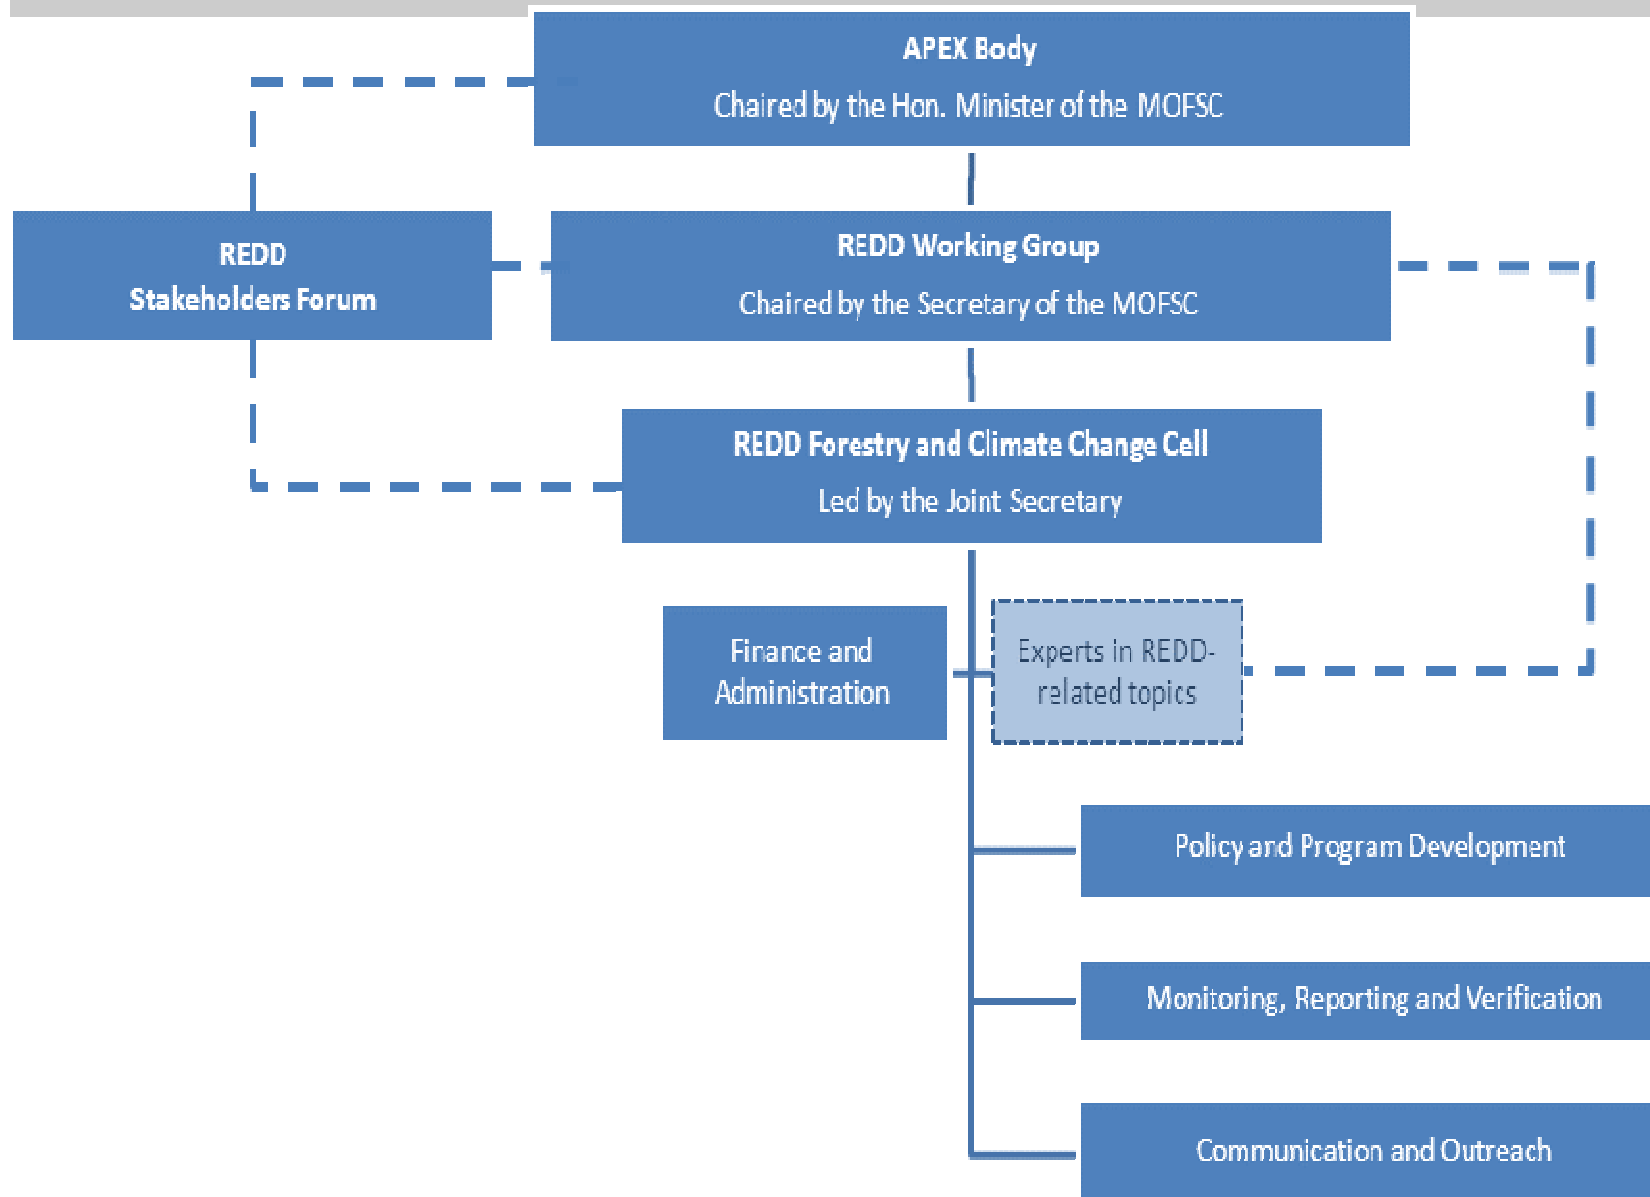 APEX Body
Chaired by the Hon. Minister of the MOFSC
REDD
Stakeholders Forum
REDD Working Group
Chaired by the Secretary of the MOFSC
REDD Forestry and Climate Change Cell
Led by the Joint Secretary
Finance and
Administration
Experts in REDD-
related topics
Policy and Program Development
Monitoring, Reporting and Verification
Communication and Outreach